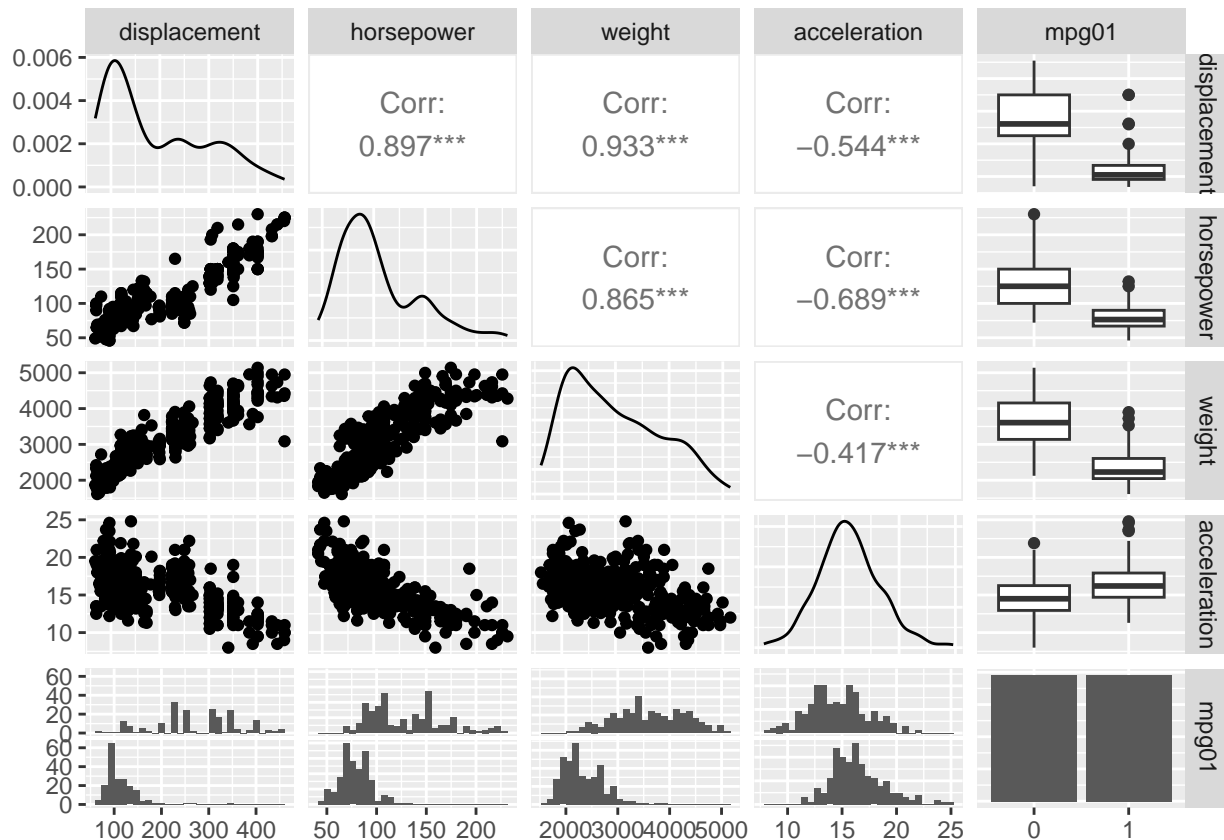 displacement horsepower weight acceleration mpg01
0.006
0.004
0.002
0.000
Corr:
0.897***
Corr:
0.933***
Corr:
−0.544***
displacement
200
150
100
50
Corr:
0.865***
Corr:
−0.689***
horsepower
5000
4000
3000
2000
Corr:
−0.417***
weight
25
20
15
10
acceleration
60
40
20
0
60
40
20
0
mpg01
100 200 300 400 50 100 150 200 2000 3000 4000 5000 10 15 20 25 0 1